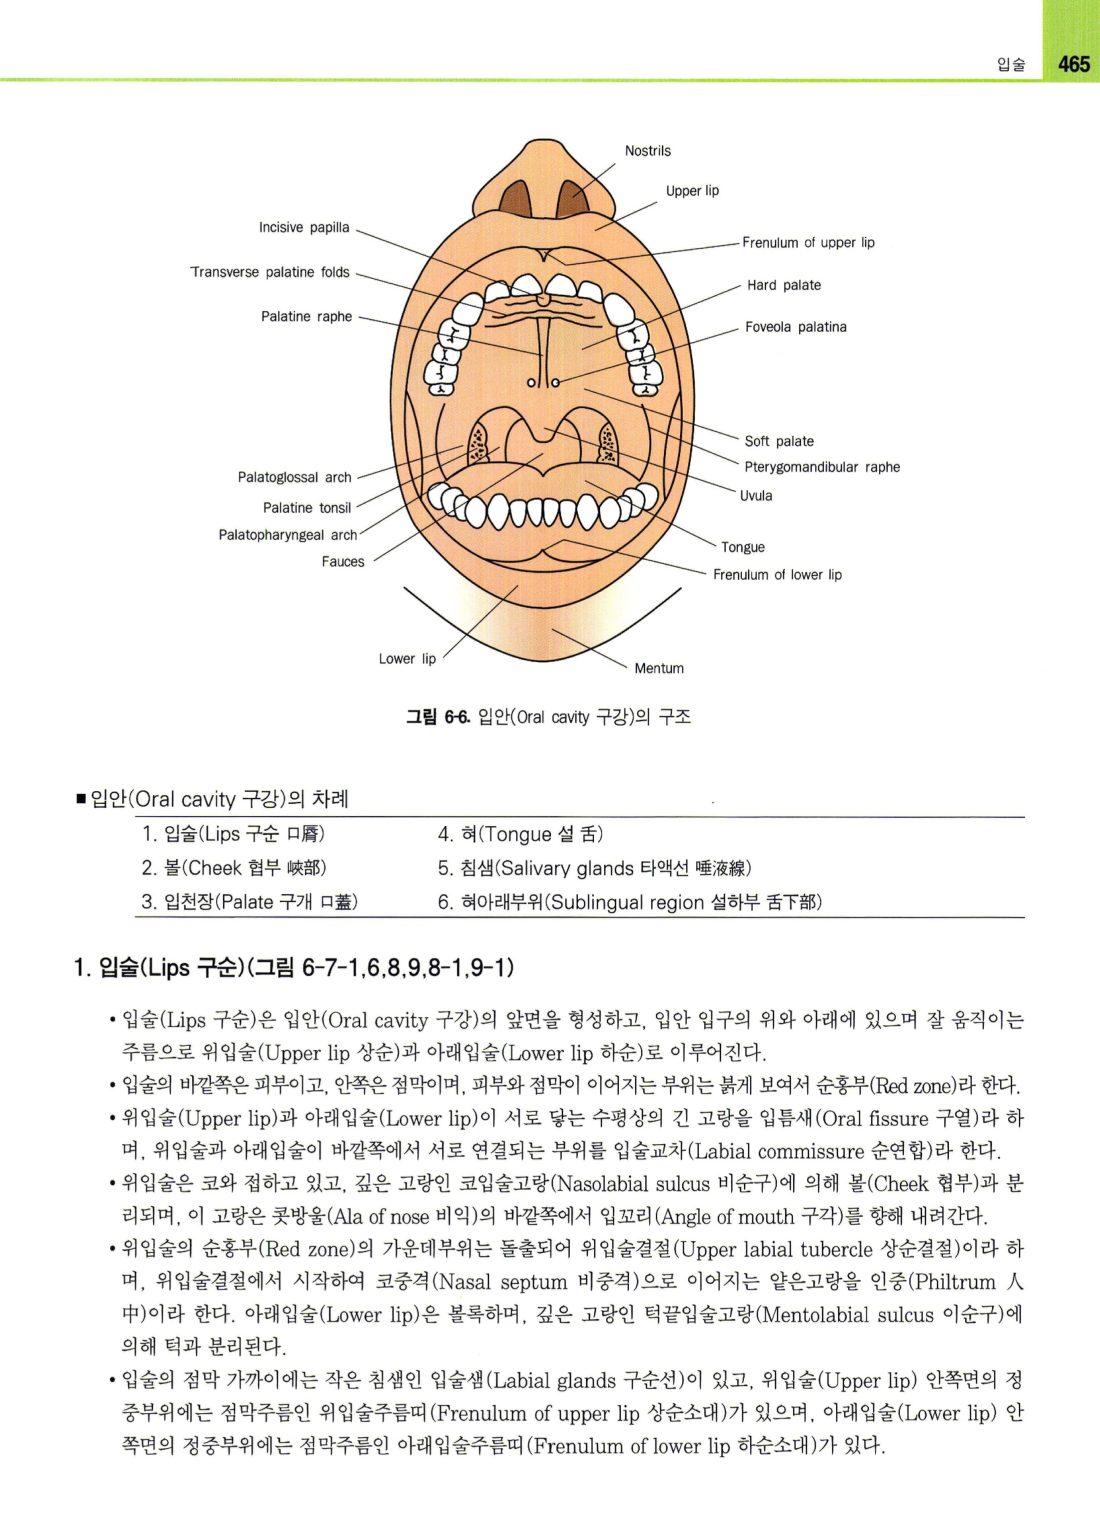 입술 465
Nostrils
Upper lip
Incisive papilla
Frenulum of upper lip
Transverse palatine folds
Hard palate
Palatine raphe
Foveola palatina
Soft palate
Pterygomandibular raphe
Palatoglossal arch
Uvula
Palatine tonsil
Palatopharyngeal arch
Tongue
Fauces
Frenulum of lower lip
Lower lip
Mentum
그림 6-6. 입안(Oral cavity 구강)의 구조
■ 입안(Oral cavity 구강)의 차례
1. 입술(Lips 구순 口脣) 4. 혀(Tongue 설 舌)
2. 볼(Cheek 협부 峽部) 5. 침샘(Salivary glands 타액선 唾液線)
3. 입천장(Palate 구개 口蓋) 6. 혀아래부위(Sublingual region 설하부 舌下部)
1. 입술(Lips 구순)(그림 6-7-1,6,8,9,8-1,9-1)
• 입술(Lips 구순)은 입안(Oral cavity 구강)의 앞면을 형성하고, 입안 입구의 위와 아래에 있으며 잘 움직이는
주름으로 위입술(Upper lip 상순)과 아래입술(Lower lip 하순)로 이루어진다.
• 입술의 바깥쪽은 피부이고, 안쪽은 점막이며, 피부와 점막이 이어지는 부위는 붉게 보여서 순홍부(Red zone)라 한다.
• 위입술(Upper lip)과 아래입술(Lower lip)이 서로 닿는 수평상의 긴 고랑을 입틈새(Oral fissure 구열)라 하
며, 위입술과 아래입술이 바깥쪽에서 서로 연결되는 부위를 입술교차(Labial commissure 순연합)라 한다.
• 위입술은 코와 접하고 있고, 깊은 고랑인 코입술고랑(Nasolabial sulcus 비순구)에 의해 볼(Cheek 협부)과 분
리되며, 이 고랑은 콧방울(Ala of nose 비익)의 바깥쪽에서 입꼬리(Angle of mouth 구각)를 향해 내려간다.
• 위입술의 순홍부(Red zone)의 가운데부위는 돌출되어 위입술결절(Upper labial tubercle 상순결절)이라 하
며, 위입술결절에서 시작하여 코중격(Nasal septum 비중격)으로 이어지는 얕은고랑을 인중(Philtrum 人
中)이라 한다. 아래입술(Lower lip)은 볼록하며, 깊은 고랑인 턱끝입술고랑(Mentolabial sulcus 이순구)에
의해 턱과 분리된다.
• 입술의 점막 가까이에는 작은 침샘인 입술샘(Labial glands 구순선)이 있고, 위입술(Upper lip) 안쪽면의 정
중부위에는 점막주름인 위입술주름띠(Frenulum of upper lip 상순소대)가 있으며, 아래입술(Lower lip) 안
쪽면의 정중부위에는 점막주름인 아래입술주름띠(Frenulum of lower lip 하순소대)가 있다.